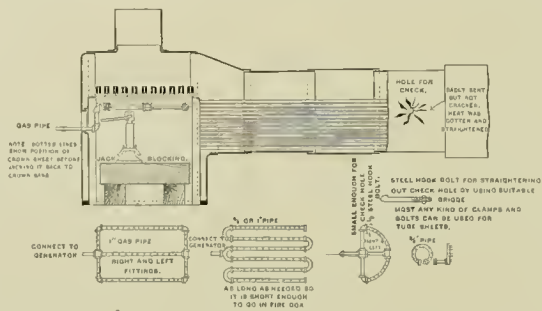 HOLE FOR
CHECK.
BADLY BENT
BUT NOT
CRACKED,
HEAT WAS
GOTTEN AND
STRAIGHTENED
GAS PIPE
NOTE DOTTED LINES
SHOW POSITION OF
CROWN SHEET BEFORE
JACKING IT BACK TO
CROWN BARS
JACK BLOCKING.
STEEL HOOK BOLT FOR STRAIGHTENING
OUT CHECK HOLE BY USING SUITABLE
BRIDGE
MOST ANY KIND OF CLAMPS AND
BOLTS CAN BE USED FOR
TUBE SHEETS.
SMALL ENOUGH FOR
CHECK HOLE
STEEL HOOK
BOLT.
CONNECT TO
GENERATOR
1" GAS PIPE
RIGHT AND LEFT
FITTINGS.
CONNECT TO
GENERATOR
¾ OR 1" PIPE
AS LONG AS NEEDED SO
IT IS SHORT ENOUGH
TO GO IN FIRE DOR
RIGHT
LEFT
PIPE